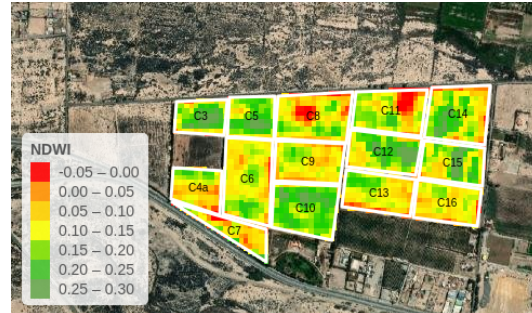 C3
C5
C8
C11
C14
C12
C15
C9
C6
C4a
C13
C16
C10
C7
NDWI
-0.05 – 0.00
0.00 – 0.05
0.05 – 0.10
0.10 – 0.15
0.15 – 0.20
0.20 – 0.25
0.25 – 0.30